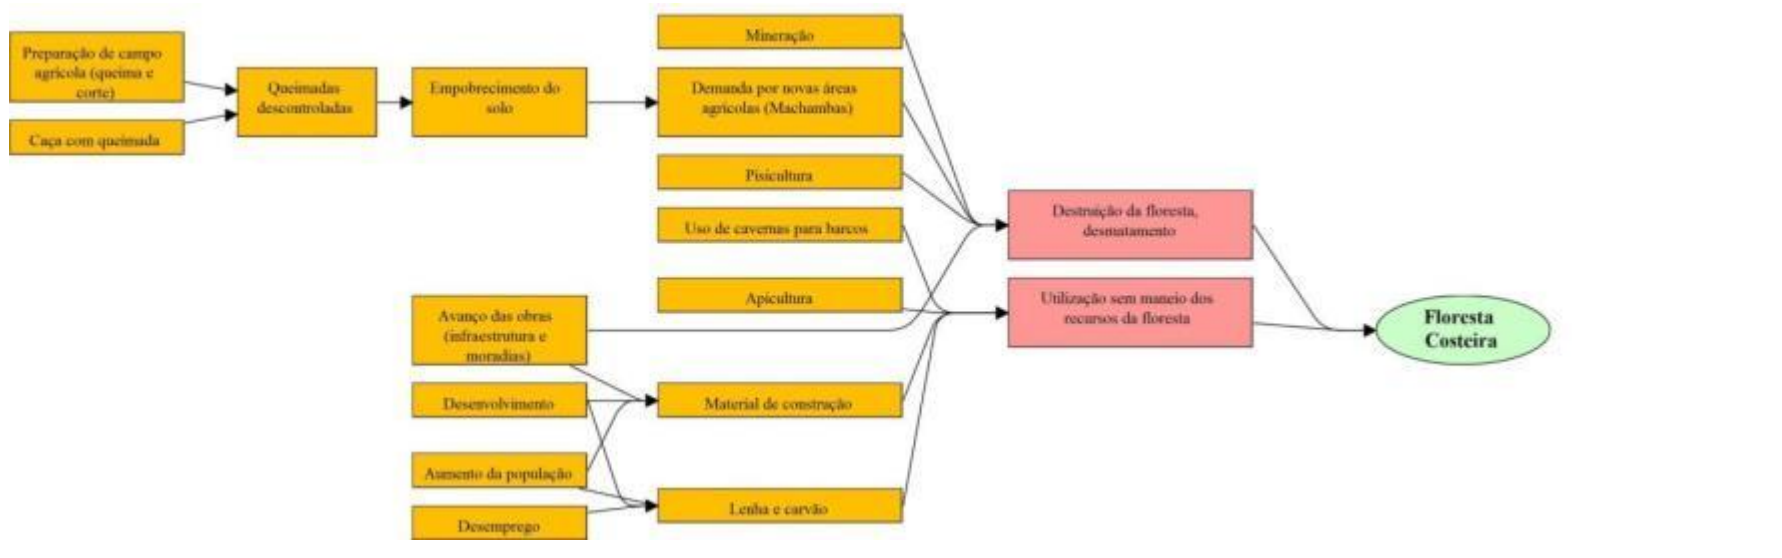 Preparação de campo
agrícola (queima e
corte)
Caça com queimada
Queimadas
descontroladas
Empobrecimento do
solo
Mineração
Demanda por novas áreas
agrícolas (Machambas)
Pisicultura
Uso de cavernas para barcos
Apicultura
Avanço das obras
(infraestrutura e
moradias)
Desenvolvimento
Aumento da população
Desemprego
Material de construção
Lenha e carvão
Destruição da floresta,
desmatamento
Utilização sem maneio dos
recursos da floresta
Floresta
Costeira